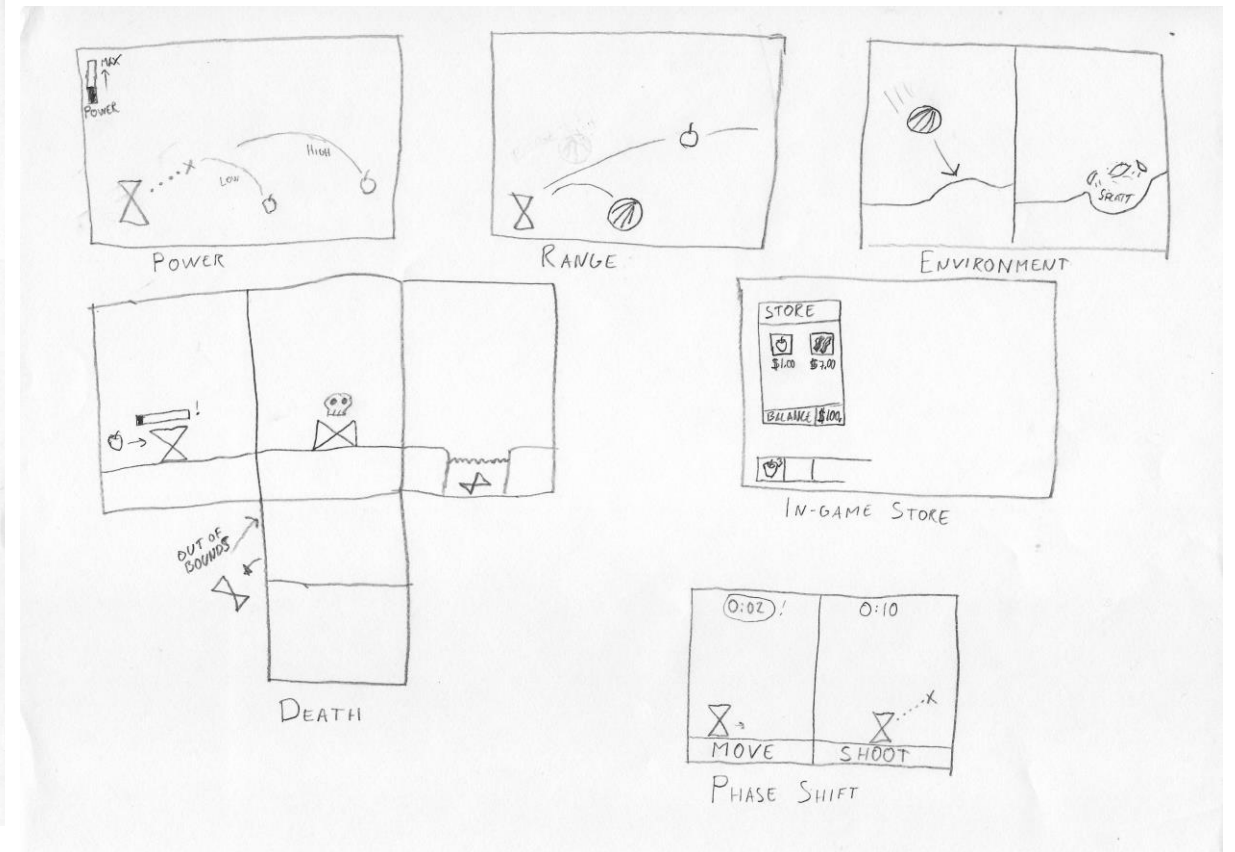 MAX
POWER
LOW
HIGH
POWER
RANGE
SPLAT
ENVIRONMENT
!
OUT OF
BOUNDS
DEATH
STORE
$1.00 $7.00
BALANCE $100
3
IN-GAME STORE
0:02 ! 0:10
MOVE SHOOT
PHASE SHIFT